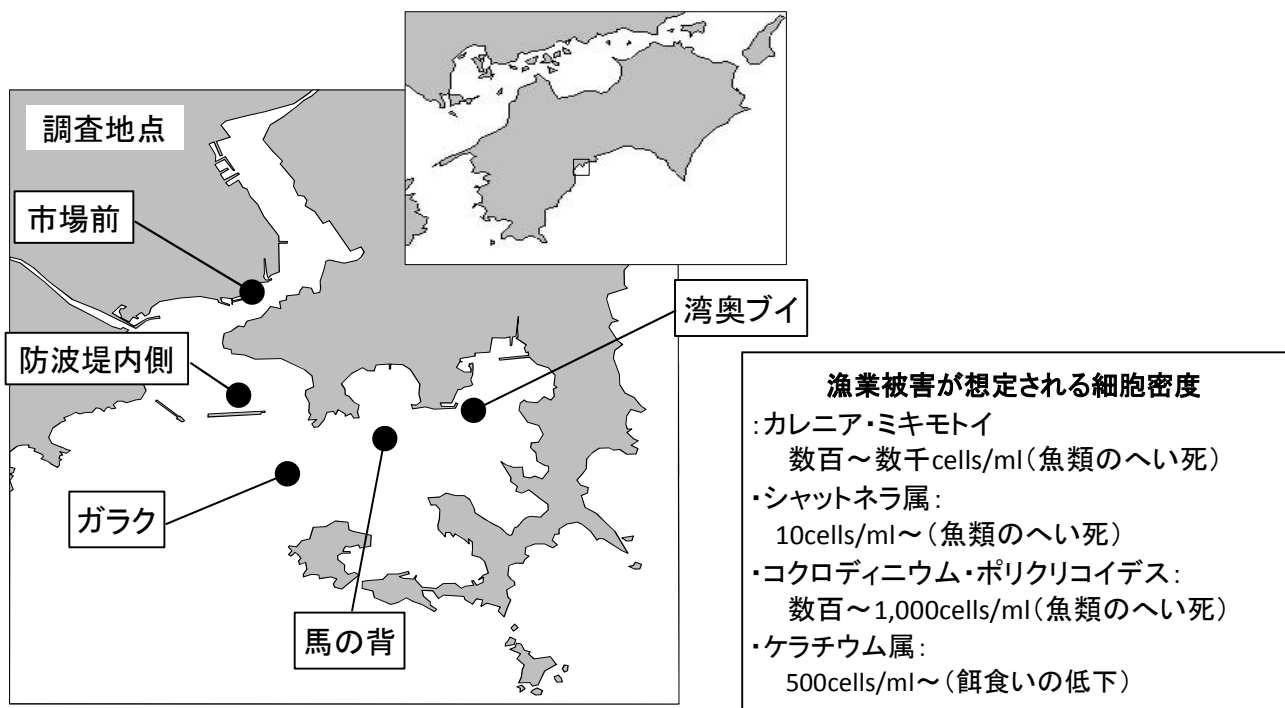 調査地点
市場前
湾奥ブイ
防波堤内側
ガラク
馬の背
漁業被害が想定される細胞密度
:カレニア・ミキモトイ
数百～数千cells/ml(魚類のへい死)
・シャットネラ属:
10cells/ml～(魚類のへい死)
・コクロディニウム・ポリクリコイデス:
数百～1,000cells/ml(魚類のへい死)
・ケラチウム属:
500cells/ml～(餌食いの低下)